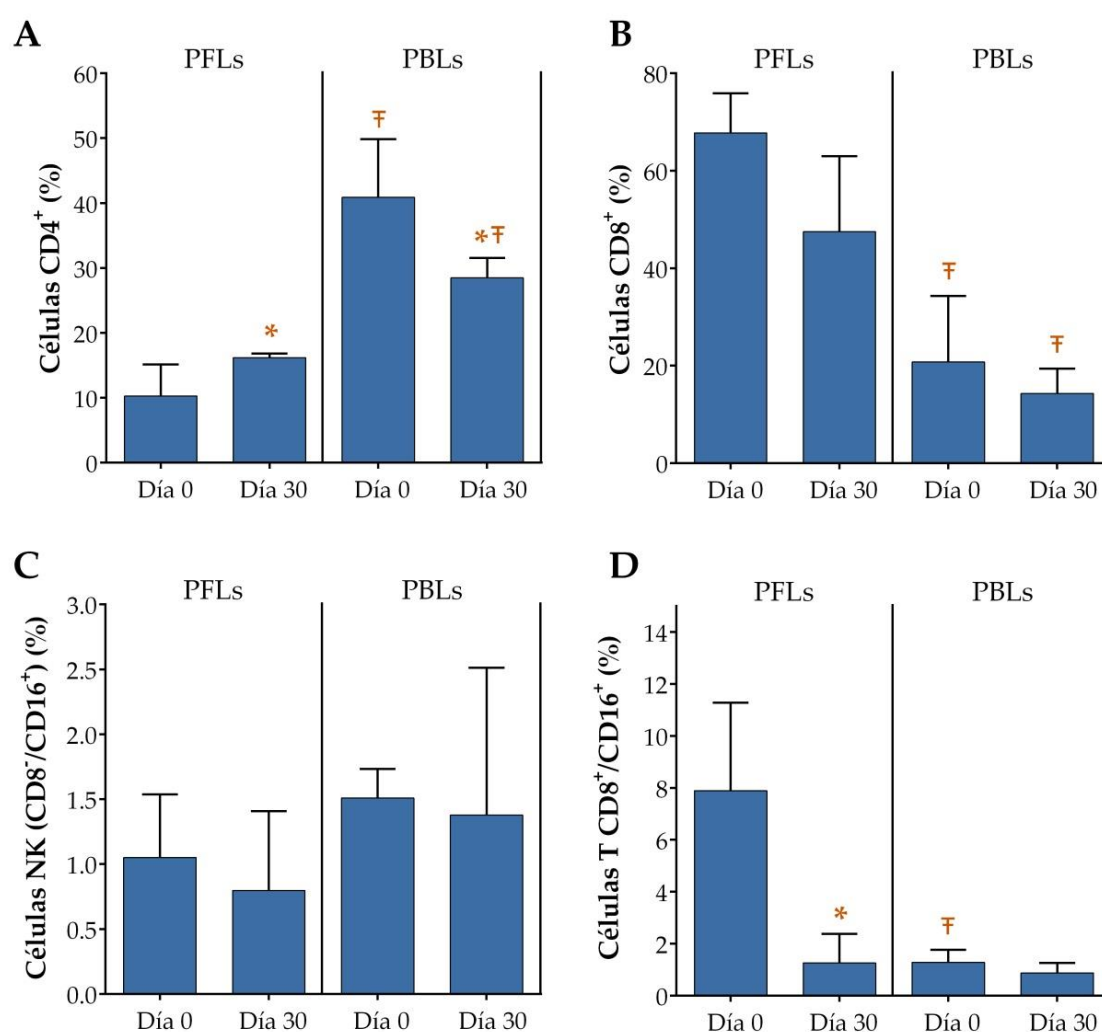 A
PFLs PBLs
Células CD4⁺ (%)
60
50
40
30
20
10
0
Ŧ
*Ŧ
*
Día 0 Día 30 Día 0 Día 30
B
PFLs PBLs
Células CD8⁺ (%)
80
60
40
20
0
Ŧ
Ŧ
Día 0 Día 30 Día 0 Día 30
C
PFLs PBLs
Células NK (CD8⁻/CD16⁺) (%)
3.0
2.5
2.0
1.5
1.0
0.5
0.0
Día 0 Día 30 Día 0 Día 30
D
PFLs PBLs
Células T CD8⁺/CD16⁺ (%)
14
12
10
8
6
4
2
0
* Ŧ
Día 0 Día 30 Día 0 Día 30